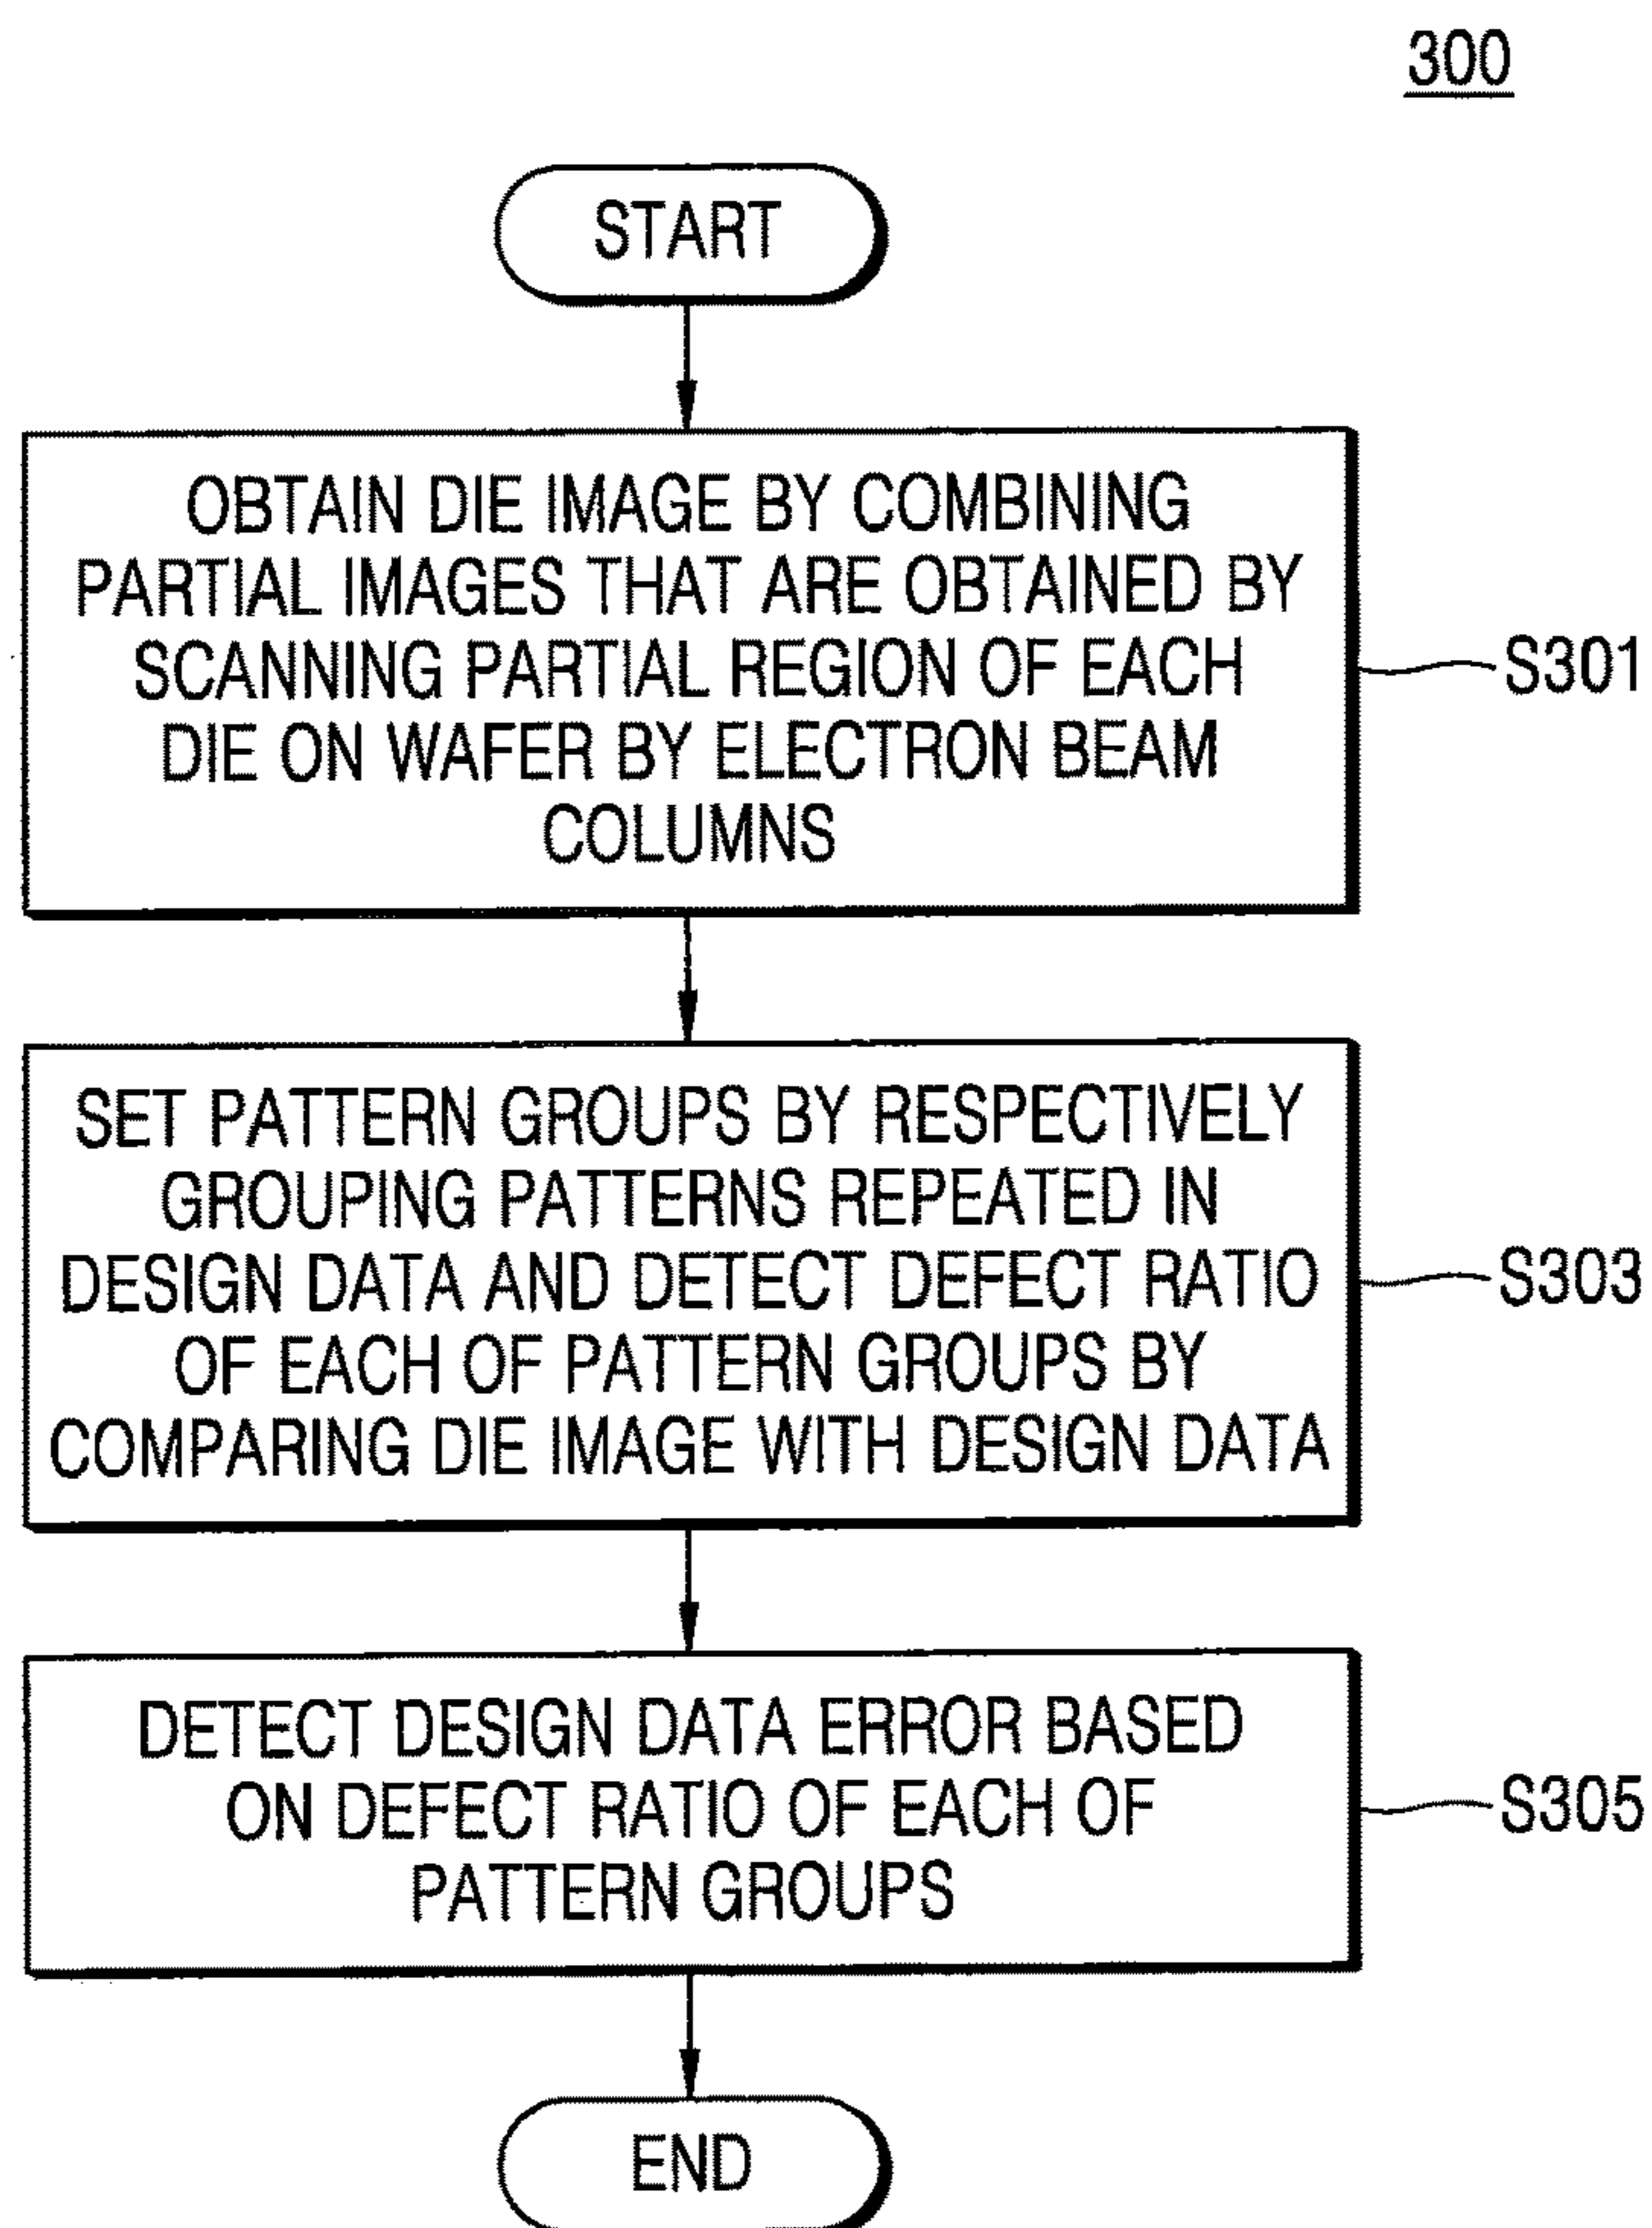 300
START
OBTAIN DIE IMAGE BY COMBINING
PARTIAL IMAGES THAT ARE OBTAINED BY
SCANNING PARTIAL REGION OF EACH
DIE ON WAFER BY ELECTRON BEAM
COLUMNS
S301
SET PATTERN GROUPS BY RESPECTIVELY
GROUPING PATTERNS REPEATED IN
DESIGN DATA AND DETECT DEFECT RATIO
OF EACH OF PATTERN GROUPS BY
COMPARING DIE IMAGE WITH DESIGN DATA
S303
DETECT DESIGN DATA ERROR BASED
ON DEFECT RATIO OF EACH OF
PATTERN GROUPS
S305
END